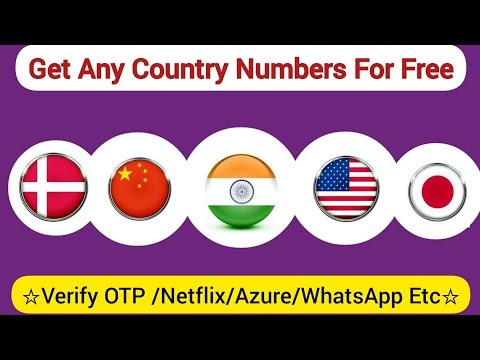 Get Any Country Numbers For Free
☆Verify OTP /Netflix/Azure/WhatsApp Etc☆